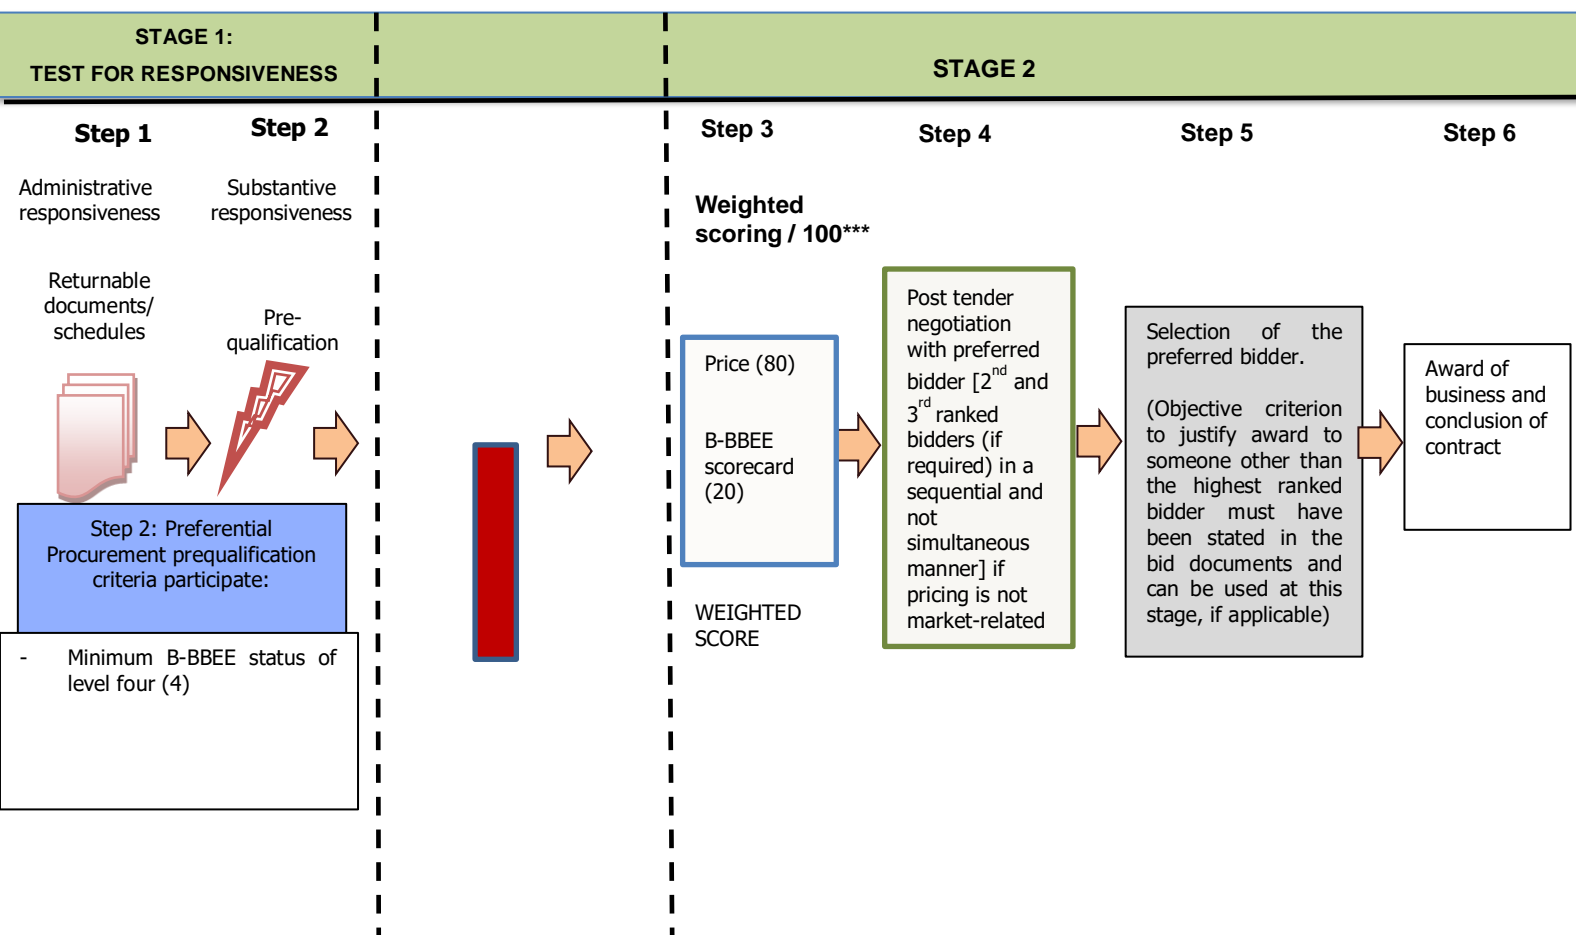 STAGE 1:
TEST FOR RESPONSIVENESS
STAGE 2
Step 1
Step 2
Administrative
responsiveness
Substantive
responsiveness
Returnable
documents/
schedules
Pre-
qualification
Step 2: Preferential
Procurement prequalification
criteria participate:
- Minimum B-BBEE status of
level four (4)
Step 3
Weighted
scoring / 100***
Price (80)
B-BBEE
scorecard
(20)
WEIGHTED
SCORE
Step 4
Post tender
negotiation
with preferred
bidder [2nd and
3rd ranked
bidders (if
required) in a
sequential and
not
simultaneous
manner] if
pricing is not
market-related
Step 5
Selection of the
preferred bidder.
(Objective criterion
to justify award to
someone other than
the highest ranked
bidder must have
been stated in the
bid documents and
can be used at this
stage, if applicable)
Step 6
Award of
business and
conclusion of
contract